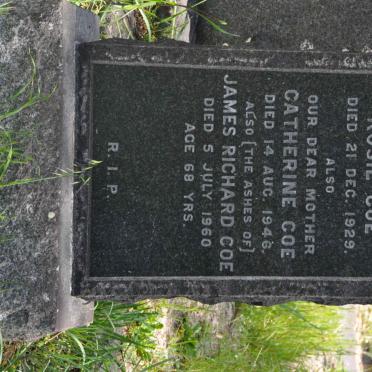 ROSIE COE
DIED 21 DEC. 1929.
ALSO
OUR DEAR MOTHER
CATHERINE COE
DIED 14 AUG. 1946.
ALSO [THE ASHES OF]
JAMES RICHARD COE
DIED 5 JULY 1960
AGE 68 YRS.
R. I. P.